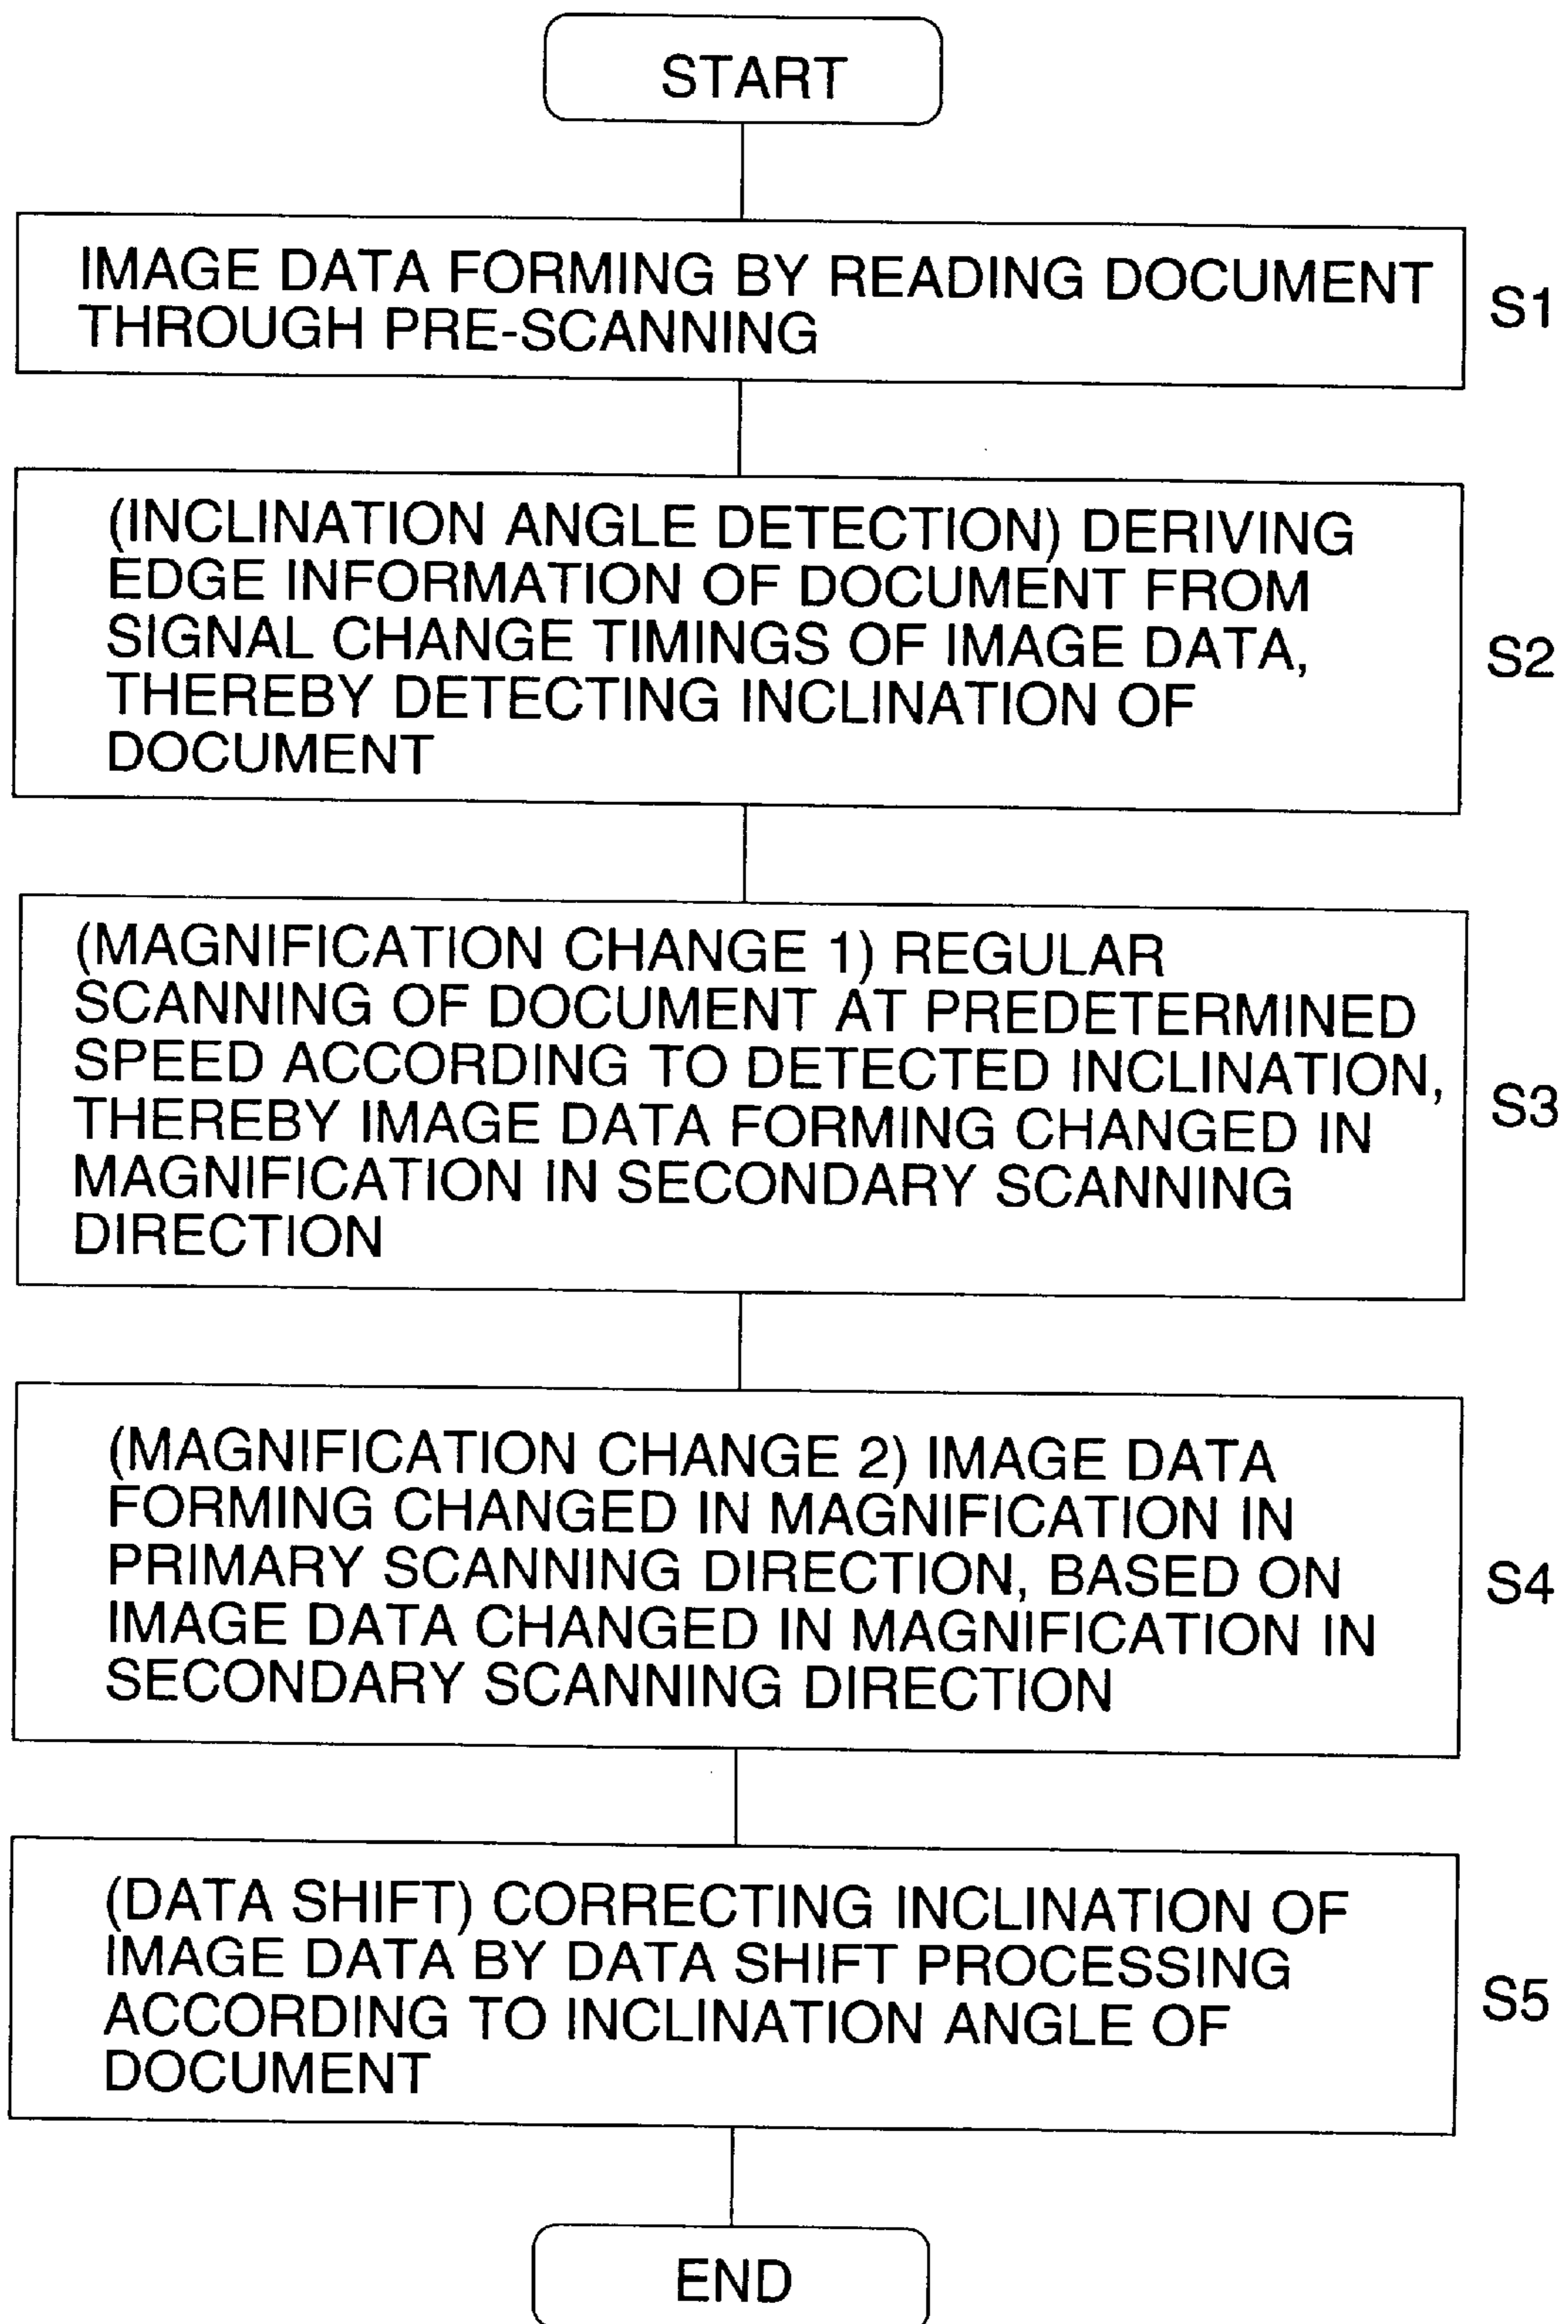 START
IMAGE DATA FORMING BY READING DOCUMENT
THROUGH PRE-SCANNING
S1
(INCLINATION ANGLE DETECTION) DERIVING
EDGE INFORMATION OF DOCUMENT FROM
SIGNAL CHANGE TIMINGS OF IMAGE DATA,
THEREBY DETECTING INCLINATION OF
DOCUMENT
S2
(MAGNIFICATION CHANGE 1) REGULAR
SCANNING OF DOCUMENT AT PREDETERMINED
SPEED ACCORDING TO DETECTED INCLINATION,
THEREBY IMAGE DATA FORMING CHANGED IN
MAGNIFICATION IN SECONDARY SCANNING
DIRECTION
S3
(MAGNIFICATION CHANGE 2) IMAGE DATA
FORMING CHANGED IN MAGNIFICATION IN
PRIMARY SCANNING DIRECTION, BASED ON
IMAGE DATA CHANGED IN MAGNIFICATION IN
SECONDARY SCANNING DIRECTION
S4
(DATA SHIFT) CORRECTING INCLINATION OF
IMAGE DATA BY DATA SHIFT PROCESSING
ACCORDING TO INCLINATION ANGLE OF
DOCUMENT
S5
END